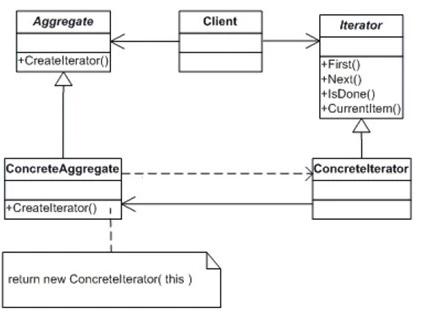 Aggregate
Client
Iterator
+CreateIterator()
+First()
+Next()
+IsDone()
+CurrentItem()
ConcreteAggregate
ConcreteIterator
+CreateIterator()
return new ConcreteIterator( this )